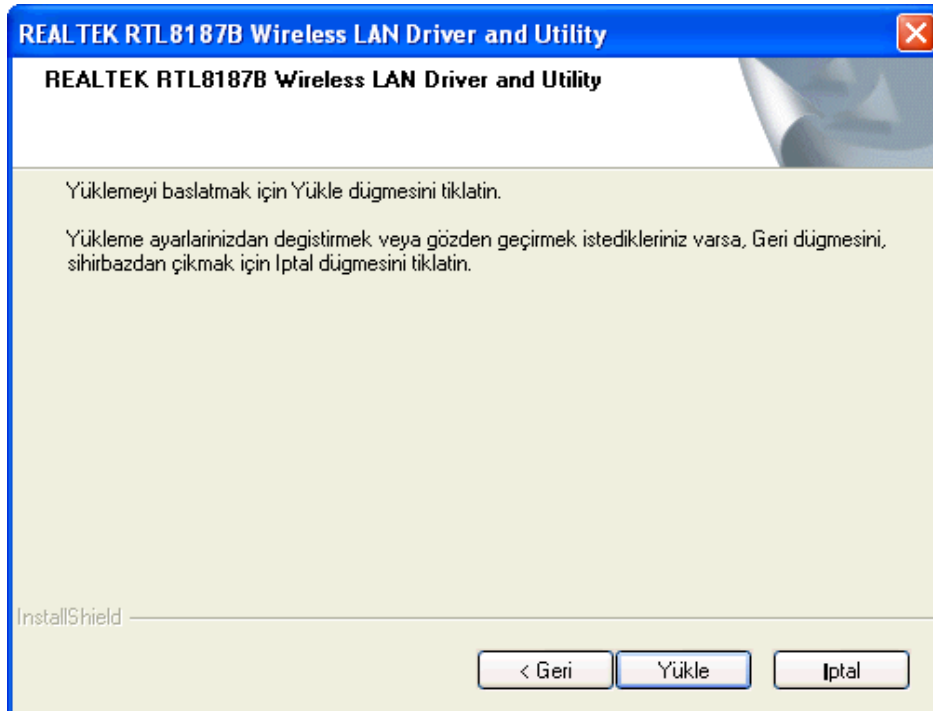 REALTEK RTL8187B Wireless LAN Driver and Utility
REALTEK RTL8187B Wireless LAN Driver and Utility
Yüklemeyi baslatmak için Yükle dügmesini tiklatin.
Yükleme ayarlarinizdan degistirmek veya gözden geçirmek istedikleriniz varsa, Geri dügmesini,
sihirbazdan çikmak için Iptal dügmesini tiklatin.
InstallShield
< Geri Yükle Iptal